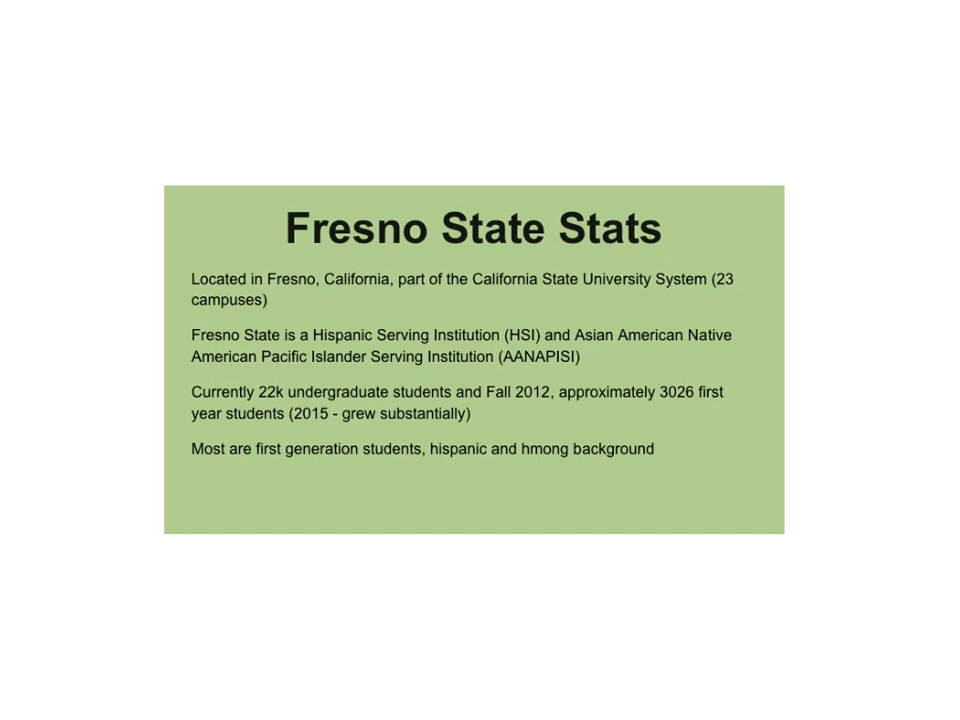 Fresno State Stats
Located in Fresno, California, part of the California State University System (23
campuses)
Fresno State is a Hispanic Serving Institution (HSI) and Asian American Native
American Pacific Islander Serving Institution (AANAPISI)
Currently 22k undergraduate students and Fall 2012, approximately 3026 first
year students (2015 - grew substantially)
Most are first generation students, hispanic and hmong background